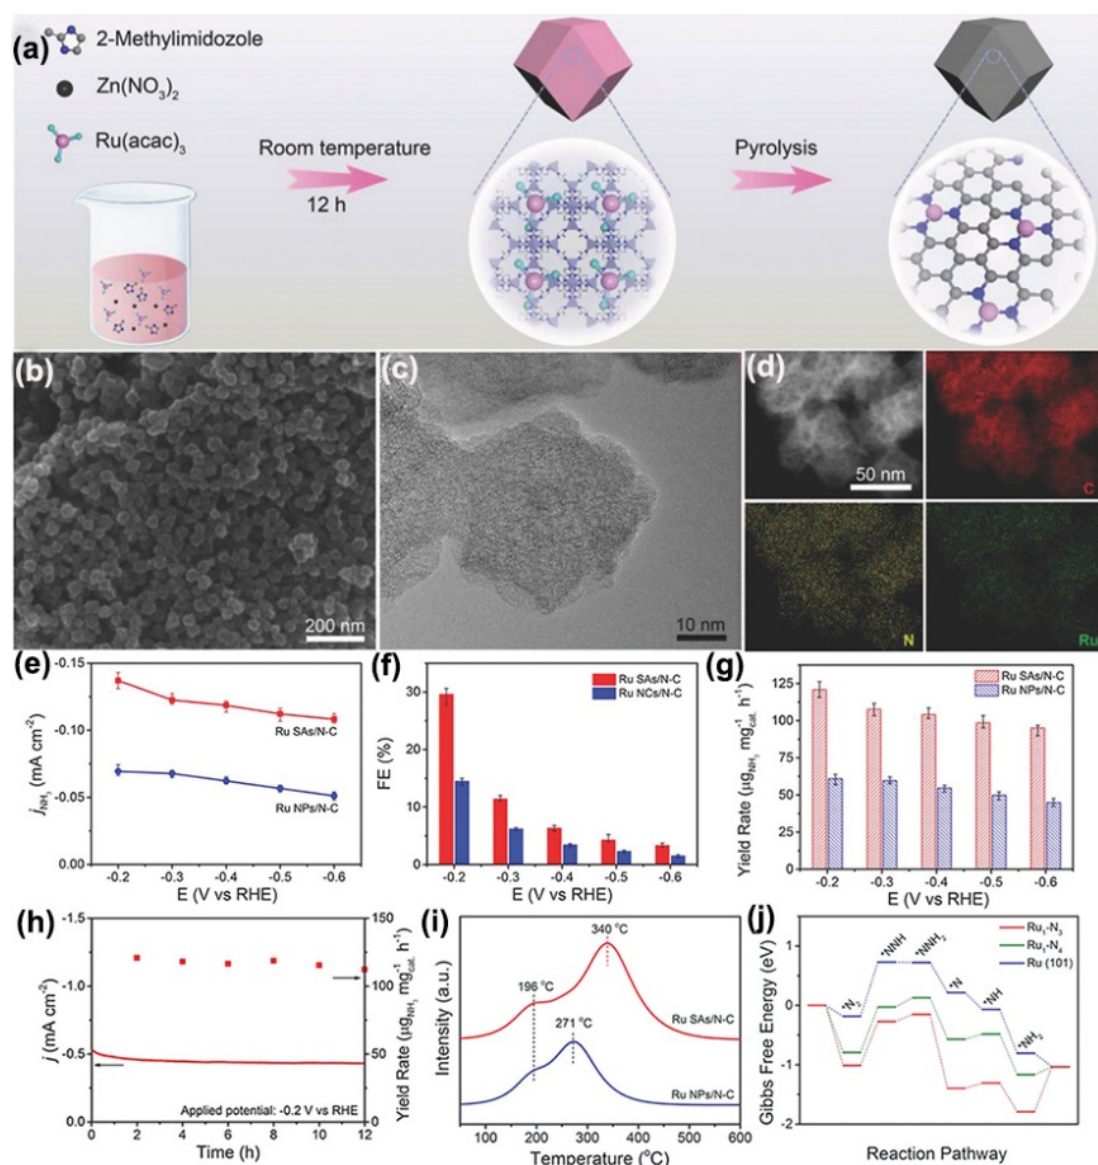 (a)
2-Methylimidozole
Zn(NO3)2
Ru(acac)3
Room temperature
12 h
Pyrolysis
(b)
200 nm
(c)
10 nm
(d)
50 nm
C
N
Ru
(e)
jNH3 (mA cm-2)
-0.15
-0.10
-0.05
0.00
Ru SAs/N-C
Ru NPs/N-C
-0.2 -0.3 -0.4 -0.5 -0.6
E (V vs RHE)
(f)
FE (%)
30
15
0
Ru SAs/N-C
Ru NCs/N-C
-0.2 -0.3 -0.4 -0.5 -0.6
E (V vs RHE)
(g)
Yield Rate (μgNH3 mg-1cat. h-1)
125
100
75
50
25
0
Ru SAs/N-C
Ru NPs/N-C
-0.2 -0.3 -0.4 -0.5 -0.6
E (V vs RHE)
(h)
j (mA cm-2)
-1.5
-1.0
-0.5
0.0
150
125
100
75
50
25
0
Yield Rate (μgNH3 mg-1cat. h-1)
Applied potential: -0.2 V vs RHE
0 2 4 6 8 10 12
Time (h)
(i)
Intensity (a.u.)
340 °C
196 °C
271 °C
Ru SAs/N-C
Ru NPs/N-C
100 200 300 400 500 600
Temperature (°C)
(j)
Gibbs Free Energy (eV)
1
0
-1
-2
Ru1-N3
Ru1-N4
Ru (101)
*N2
*NNH
*NNH2
*N
*NH
*NH2
Reaction Pathway